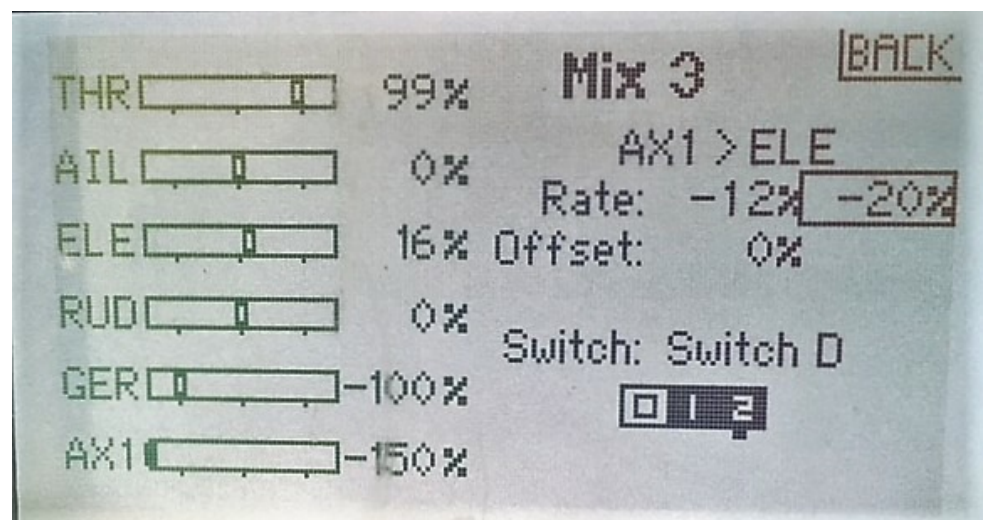 THR 99%
AIL 0%
ELE 16%
RUD 0%
GER -100%
AX1 -150%
Mix 3
BACK
AX1 > ELE
Rate: -12% -20%
Offset: 0%
Switch: Switch D
0 1 2